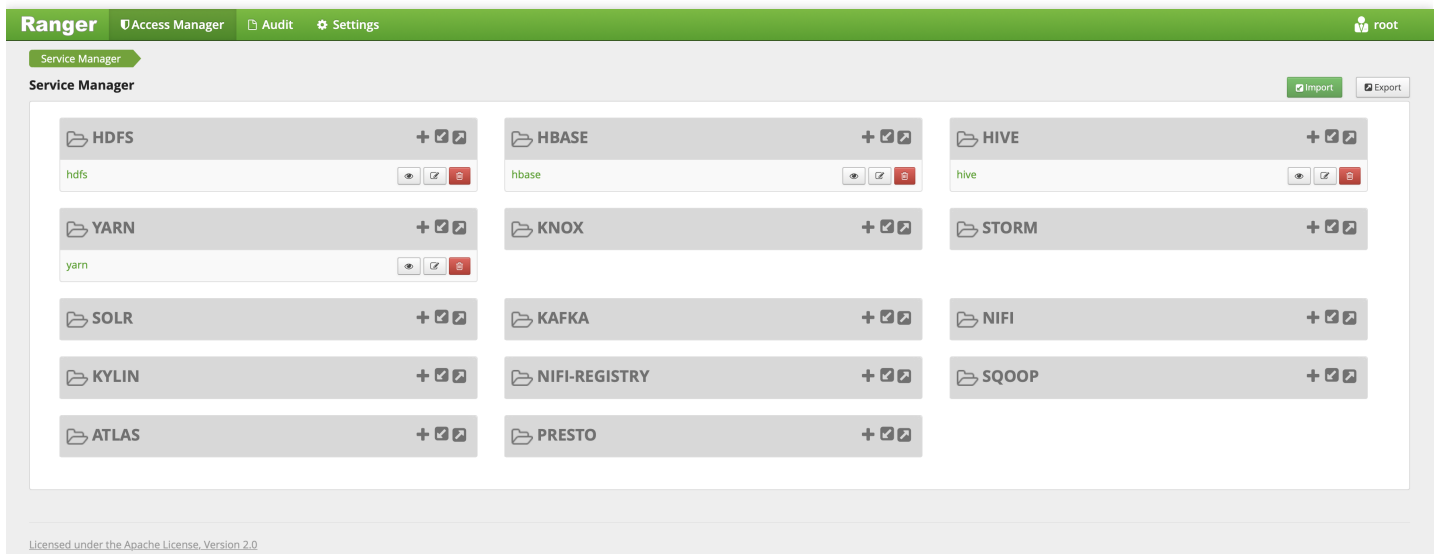 Ranger Access Manager Audit Settings root
Service Manager
Service Manager Import Export
HDFS HBASE HIVE
hdfs hbase hive
YARN KNOX STORM
yarn
SOLR KAFKA NIFI
KYLIN NIFI-REGISTRY SQOOP
ATLAS PRESTO
Licensed under the Apache License, Version 2.0